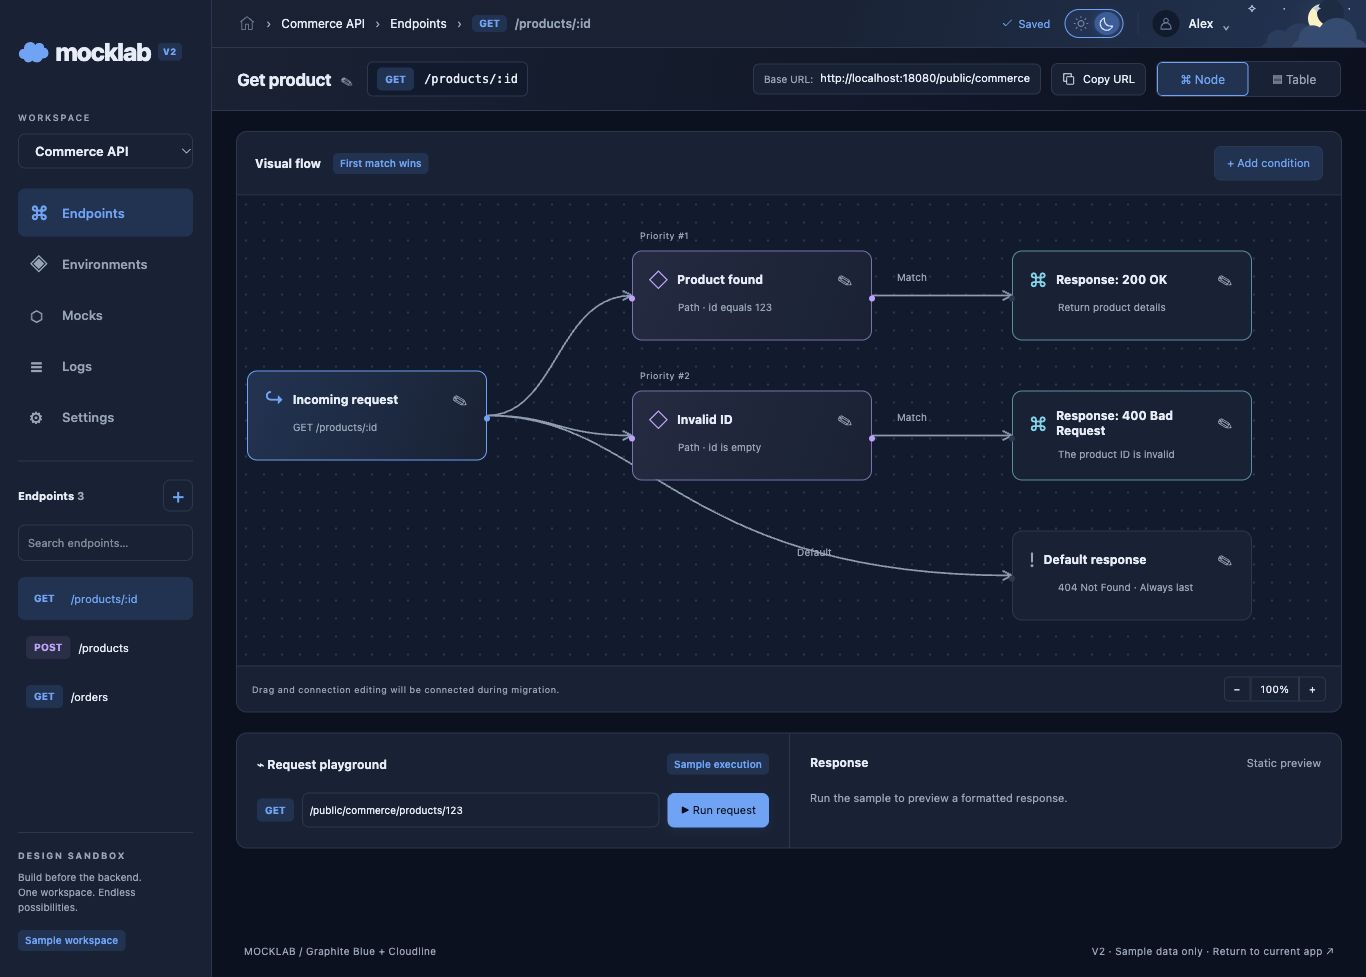 mocklab V2
WORKSPACE
Commerce API
Endpoints
Environments
Mocks
Logs
Settings
Endpoints 3
+
Search endpoints...
GET /products/:id
POST /products
GET /orders
DESIGN SANDBOX
Build before the backend.
One workspace. Endless
possibilities.
Sample workspace
Commerce API › Endpoints › GET /products/:id
✓ Saved
Alex
Get product
GET /products/:id
Base URL: http://localhost:18080/public/commerce
Copy URL
⌘ Node
Table
Visual flow
First match wins
+ Add condition
Priority #1
Product found
Path · id equals 123
Match
Response: 200 OK
Return product details
Incoming request
GET /products/:id
Priority #2
Invalid ID
Path · id is empty
Match
Response: 400 Bad
Request
The product ID is invalid
Default
! Default response
404 Not Found · Always last
Drag and connection editing will be connected during migration.
− 100% +
Request playground
Sample execution
GET /public/commerce/products/123
Run request
Response
Static preview
Run the sample to preview a formatted response.
MOCKLAB / Graphite Blue + Cloudline
V2 · Sample data only · Return to current app ↗